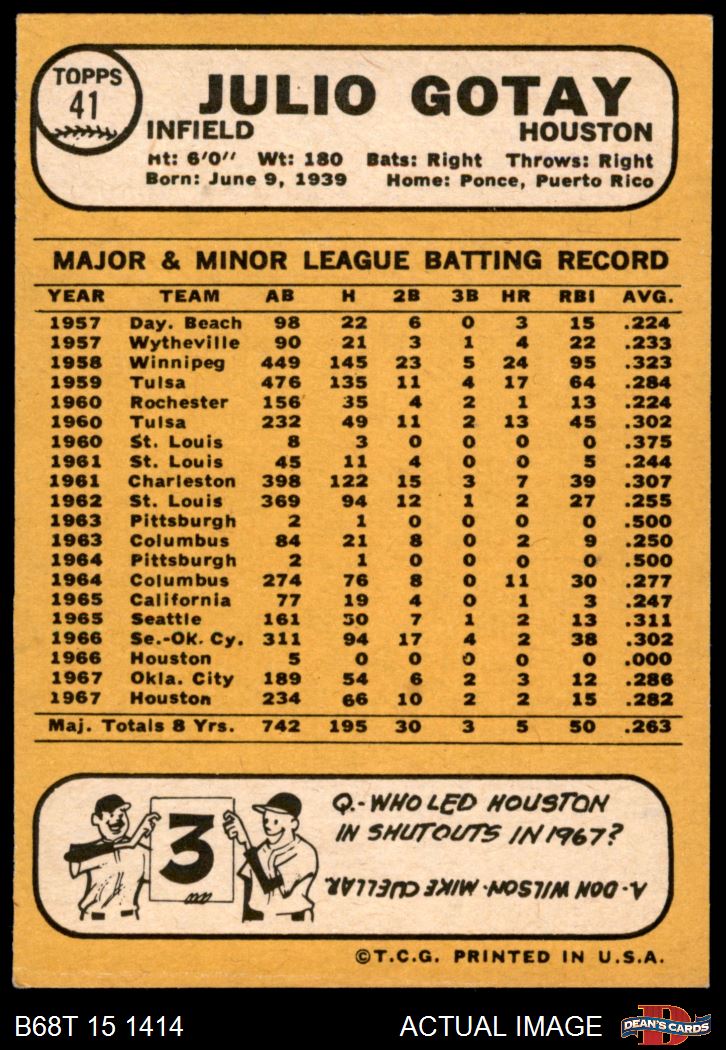 TOPPS
41
JULIO GOTAY
INFIELD HOUSTON
Ht: 6'0" Wt: 180 Bats: Right Throws: Right
Born: June 9, 1939 Home: Ponce, Puerto Rico
MAJOR & MINOR LEAGUE BATTING RECORD
YEAR TEAM AB H 2B 3B HR RBI AVG.
1957 Day. Beach 98 22 6 0 3 15 .224
1957 Wytheville 90 21 3 1 4 22 .233
1958 Winnipeg 449 145 23 5 24 95 .323
1959 Tulsa 476 135 11 4 17 64 .284
1960 Rochester 156 35 4 2 1 13 .224
1960 Tulsa 232 49 11 2 13 45 .302
1960 St. Louis 8 3 0 0 0 0 .375
1961 St. Louis 45 11 4 0 0 5 .244
1961 Charleston 398 122 15 3 7 39 .307
1962 St. Louis 369 94 12 1 2 27 .255
1963 Pittsburgh 2 1 0 0 0 0 .500
1963 Columbus 84 21 8 0 2 9 .250
1964 Pittsburgh 2 1 0 0 0 0 .500
1964 Columbus 274 76 8 0 11 30 .277
1965 California 77 19 4 0 1 3 .247
1965 Seattle 161 50 7 1 2 13 .311
1966 Se.-OK. Cy. 311 94 17 4 2 38 .302
1966 Houston 5 0 0 0 0 0 .000
1967 Okla. City 189 54 6 2 3 12 .286
1967 Houston 234 66 10 2 2 15 .282
Maj. Totals 8 Yrs. 742 195 30 3 5 50 .263
3
Q.-WHO LED HOUSTON
IN SHUTOUTS IN 1967?
A-DON WILSON-MIKE CUELLAR.
©T.C.G. PRINTED IN U.S.A.
B68T 15 1414 ACTUAL IMAGE
D
DEAN'S CARDS